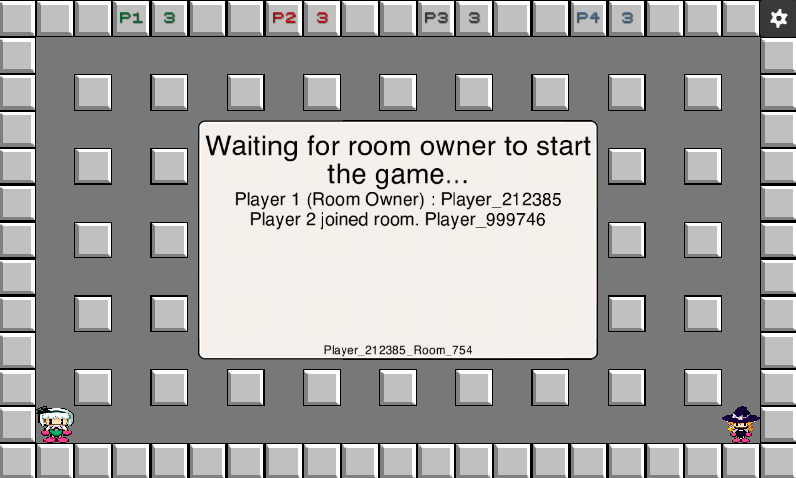 P1 3 P2 3 P3 3 P4 3
Waiting for room owner to start
the game...
Player 1 (Room Owner) : Player_212385
Player 2 joined room. Player_999746
Player_212385_Room_754